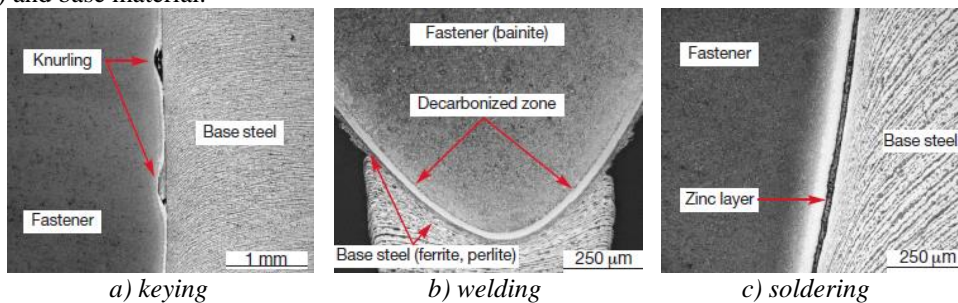 ) and base material.
Knurling
Base steel
Fastener
1 mm
Fastener (bainite)
Decarbonized zone
Base steel (ferrite, perlite)
250 µm
Fastener
Base steel
Zinc layer
250 µm
a) keying
b) welding
c) soldering